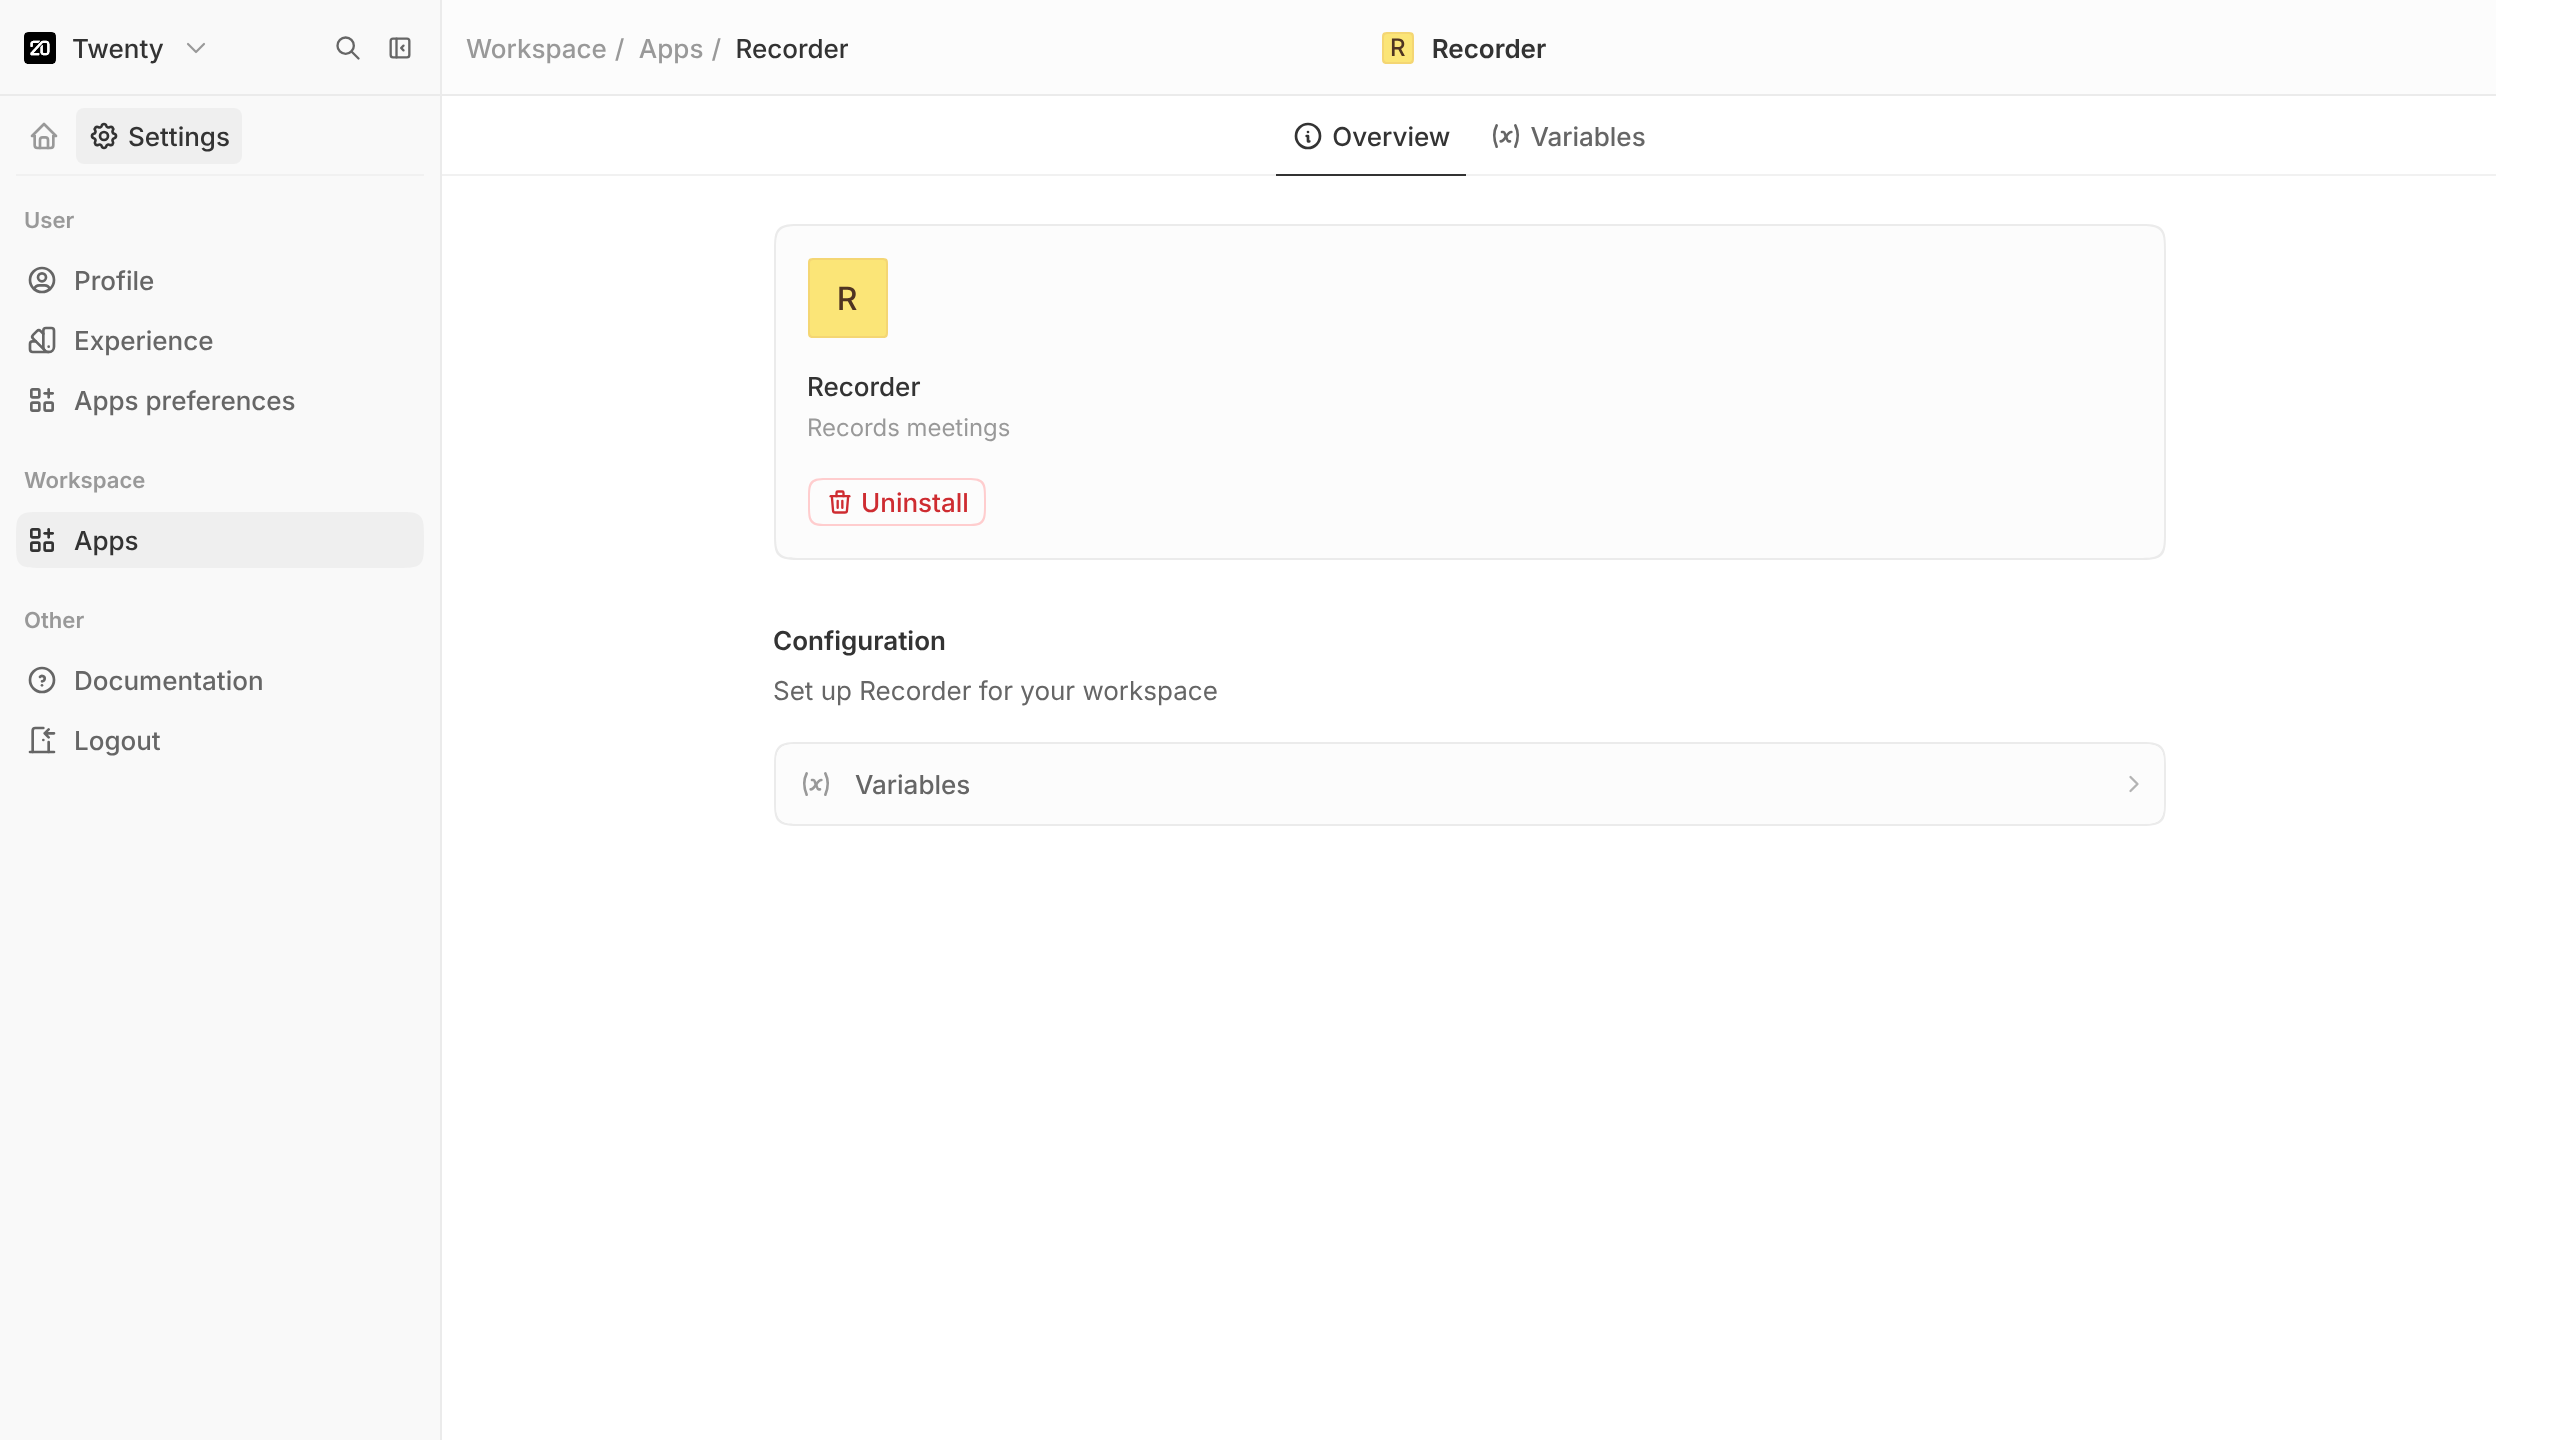 Twenty
Workspace / Apps / Recorder
R Recorder
Settings
Overview
Variables
User
Profile
Experience
Apps preferences
Workspace
Apps
Other
Documentation
Logout
R
Recorder
Records meetings
Uninstall
Configuration
Set up Recorder for your workspace
(x) Variables